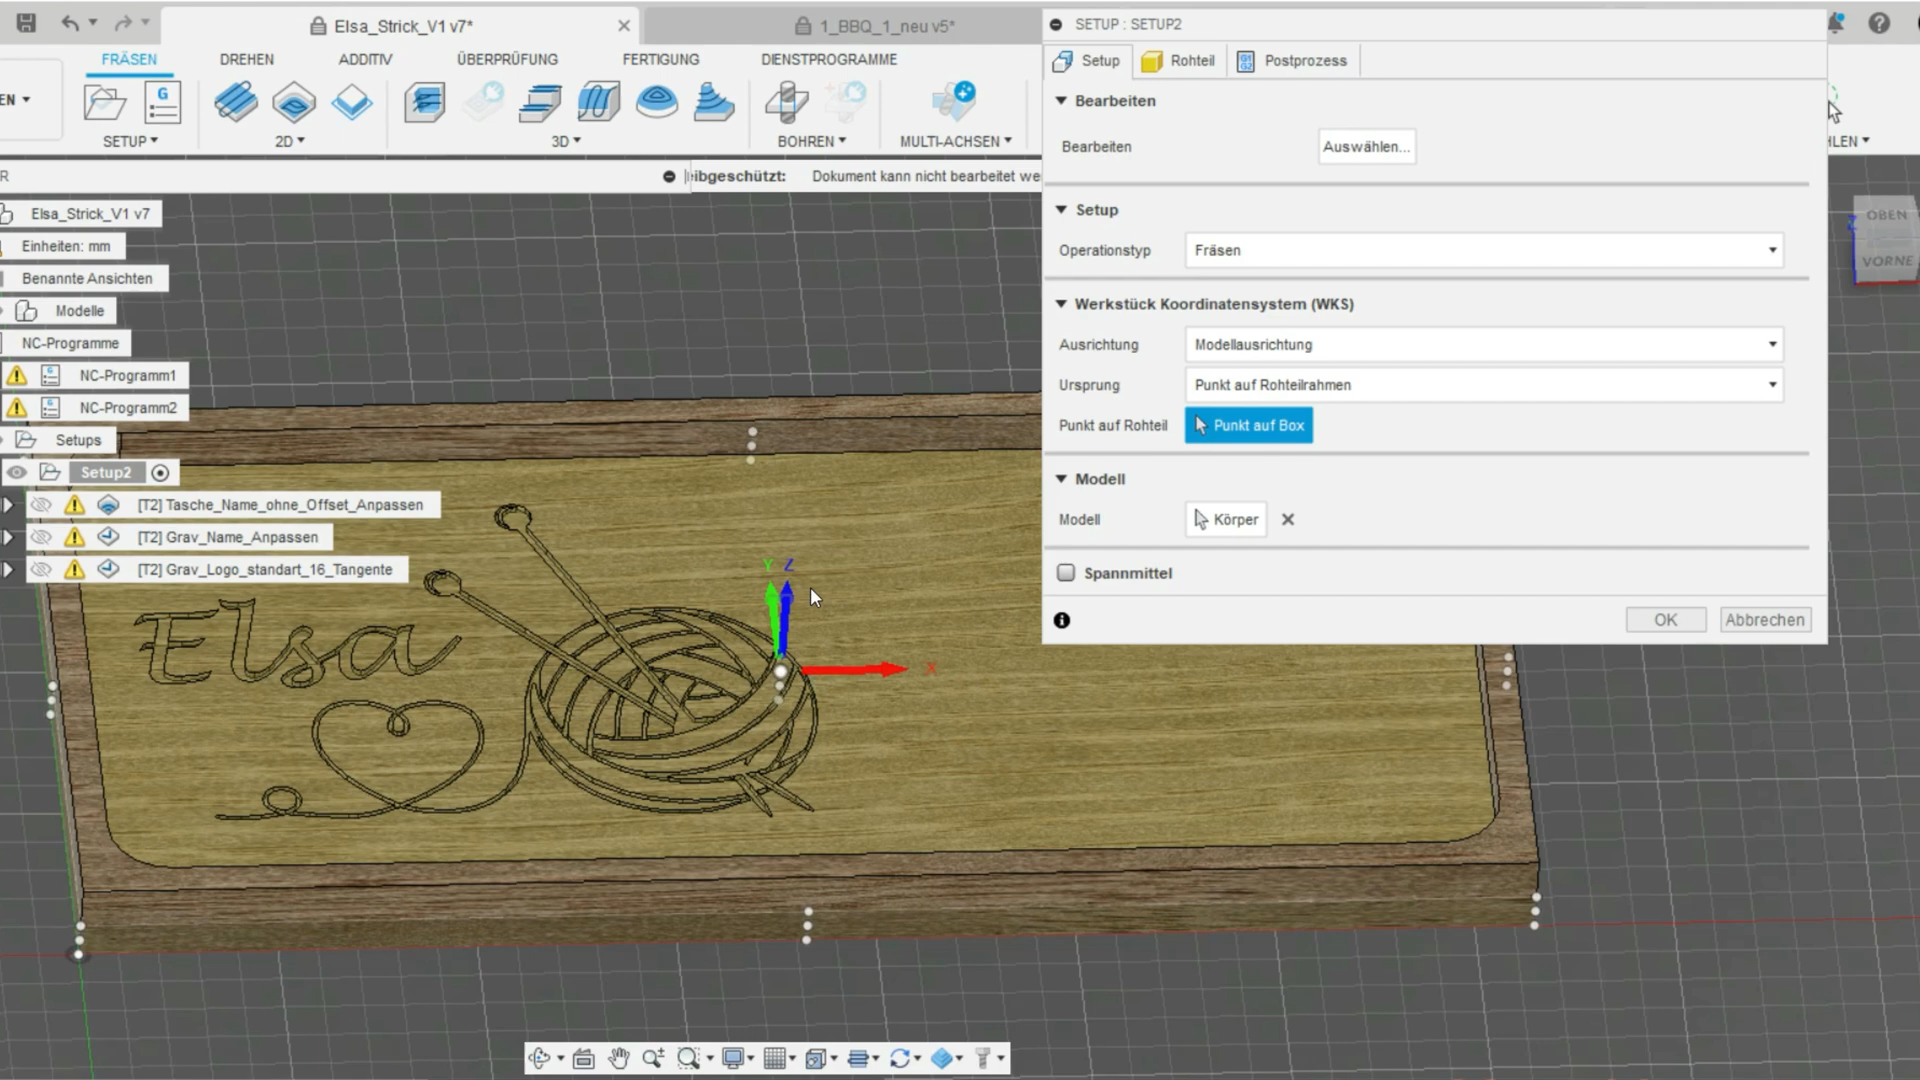 Elsa_Strick_V1 v7*
1_BBQ_1_neu v5*
FRÄSEN
DREHEN
ADDITIV
ÜBERPRÜFUNG
FERTIGUNG
DIENSTPROGRAMME
EN
SETUP
2D
3D
BOHREN
MULTI-ACHSEN
HLEN
R
eibgeschützt: Dokument kann nicht bearbeitet we
Elsa_Strick_V1 v7
Einheiten: mm
Benannte Ansichten
Modelle
NC-Programme
NC-Programm1
NC-Programm2
Setups
Setup2
[T2] Tasche_Name_ohne_Offset_Anpassen
[T2] Grav_Name_Anpassen
[T2] Grav_Logo_standart_16_Tangente
Elsa
Y Z
X
SETUP : SETUP2
Setup
Rohteil
Postprozess
Bearbeiten
Bearbeiten Auswählen...
Setup
Operationstyp Fräsen
Werkstück Koordinatensystem (WKS)
Ausrichtung Modellausrichtung
Ursprung Punkt auf Rohteilrahmen
Punkt auf Rohteil Punkt auf Box
Modell
Modell Körper
Spannmittel
OK Abbrechen
Z
OBEN
VORNE